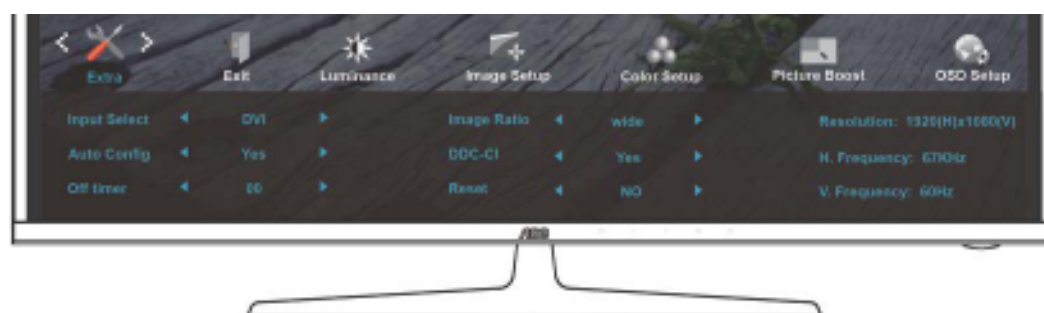 Extra Exit Luminance Image Setup Color Setup Picture Boost OSD Setup
Input Select DVI Image Ratio wide Resolution: 1920(H)x1080(V)
Auto Config Yes DDC-CI Yes H. Frequency: 67KHz
Off timer 00 Reset NO V. Frequency: 60Hz
AOC